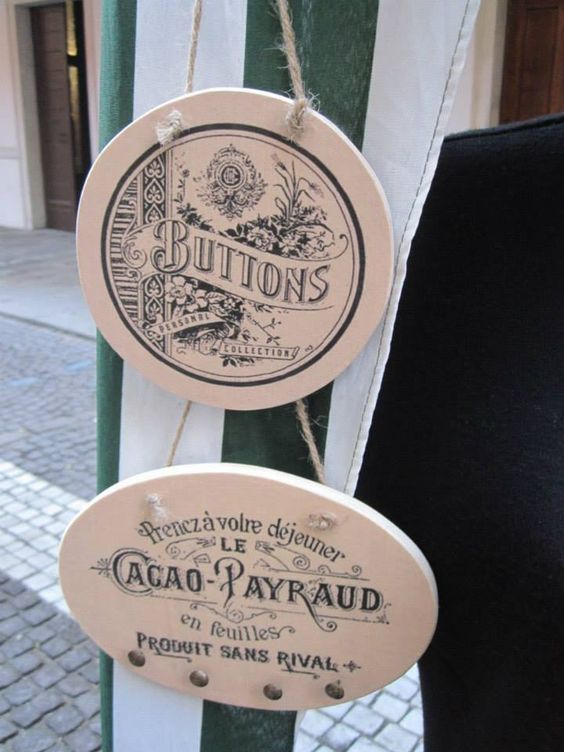 BUTTONS
PERSONAL
COLLECTION
Prenez à votre déjeuner
LE
CACAO-PAYRAUD
en feuilles
PRODUIT SANS RIVAL